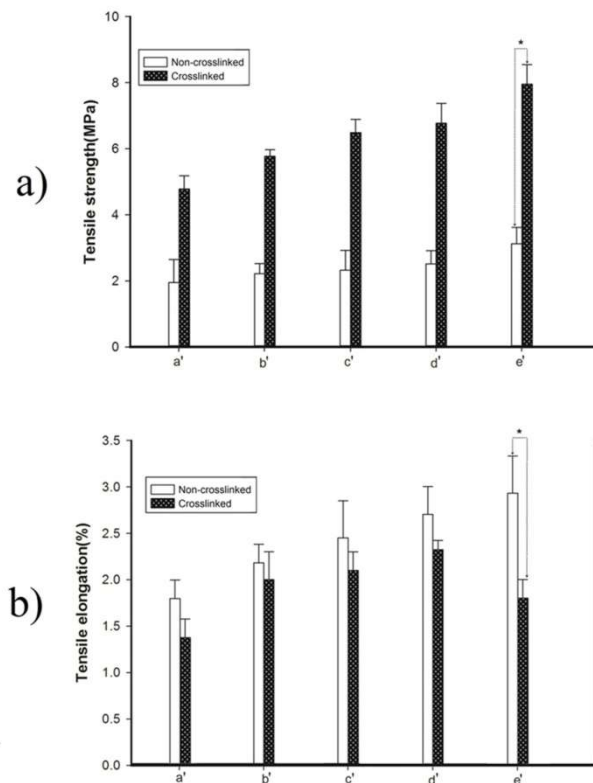 a)
Tensile strength(MPa)
10
8
6
4
2
0
Non-crosslinked
Crosslinked
*
a' b' c' d' e'
b)
Tensile elongation(%)
3.5
3.0
2.5
2.0
1.5
1.0
0.5
0.0
Non-crosslinked
Crosslinked
*
a' b' c' d' e'